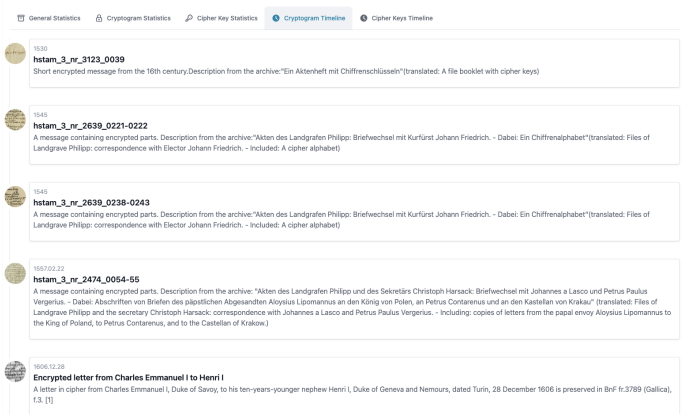 General Statistics Cryptogram Statistics Cipher Key Statistics Cryptogram Timeline Cipher Keys Timeline
1530
hstam_3_nr_3123_0039
Short encrypted message from the 16th century.Description from the archive:"Ein Aktenheft mit Chiffrenschlüsseln"(translated: A file booklet with cipher keys)
1545
hstam_3_nr_2639_0221-0222
A message containing encrypted parts. Description from the archive:"Akten des Landgrafen Philipp: Briefwechsel mit Kurfürst Johann Friedrich. - Dabei: Ein Chiffrenalphabet"(translated: Files of
Landgrave Philipp: correspondence with Elector Johann Friedrich. - Included: A cipher alphabet)
1545
hstam_3_nr_2639_0238-0243
A message containing encrypted parts. Description from the archive:"Akten des Landgrafen Philipp: Briefwechsel mit Kurfürst Johann Friedrich. - Dabei: Ein Chiffrenalphabet"(translated: Files of
Landgrave Philipp: correspondence with Elector Johann Friedrich. - Included: A cipher alphabet)
1557.02.22
hstam_3_nr_2474_0054-55
A message containing encrypted parts. Description from the archive: "Akten des Landgrafen Philipp und des Sekretärs Christoph Harsack: Briefwechsel mit Johannes a Lasco und Petrus Paulus
Vergerius. - Dabei: Abschriften von Briefen des päpstlichen Abgesandten Aloysius Lipomannus an den König von Polen, an Petrus Contarenus und an den Kastellan von Krakau" (translated: Files of
Landgrave Philipp and the secretary Christoph Harsack: correspondence with Johannes a Lasco and Petrus Paulus Vergerius. - Including: copies of letters from the papal envoy Aloysius Lipomannus to
the King of Poland, to Petrus Contarenus, and to the Castellan of Krakow.)
1606.12.28
Encrypted letter from Charles Emmanuel I to Henri I
A letter in cipher from Charles Emmanuel I, Duke of Savoy, to his ten-years-younger nephew Henri I, Duke of Geneva and Nemours, dated Turin, 28 December 1606 is preserved in BnF fr.3789 (Gallica),
f.3. [1]